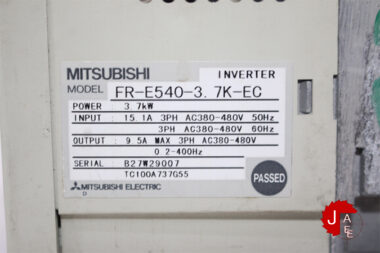 MITSUBISHI INVERTER
MODEL FR-E540-3.7K-EC
POWER : 3.7kW
INPUT : 15.1A 3PH AC380-480V 50Hz
3PH AC380-480V 60Hz
OUTPUT : 9.5A MAX 3PH AC380-480V
0.2-400Hz
SERIAL B27W29007
TC100A737G55
PASSED
MITSUBISHI ELECTRIC
D
JAEE